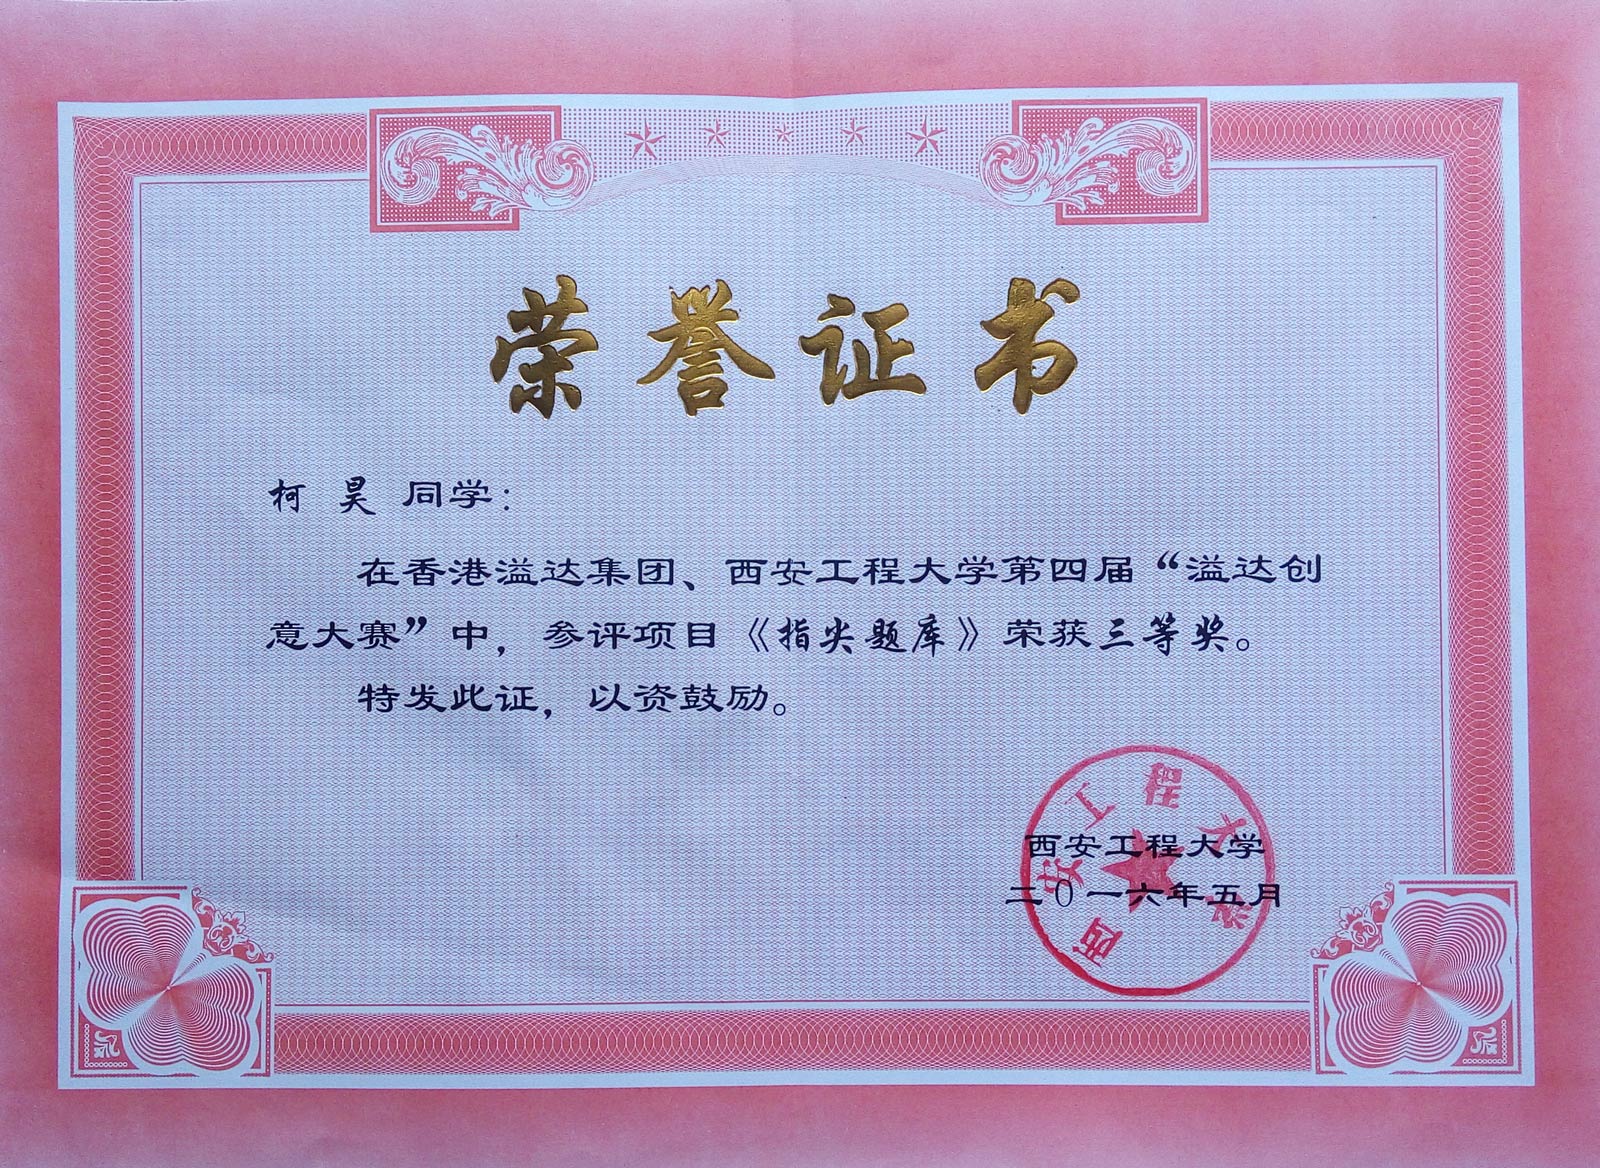 荣誉证书
柯 昊 同学：
在香港溢达集团、西安工程大学第四届“溢达创
意大赛”中，参评项目《指尖题库》荣获三等奖。
特发此证，以资鼓励。
西安工程大学
二〇一六年五月
西安工程大学